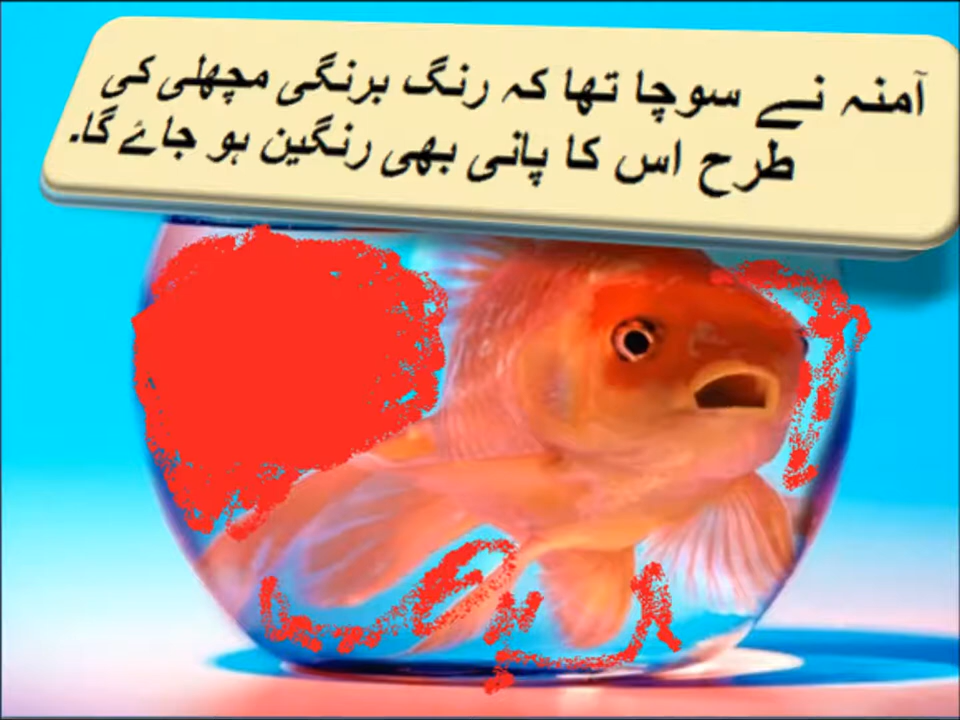 آمنہ نے سوچا تھا کہ رنگ برنگی مچھلی کی
طرح اس کا پانی بھی رنگین ہو جائے گا۔